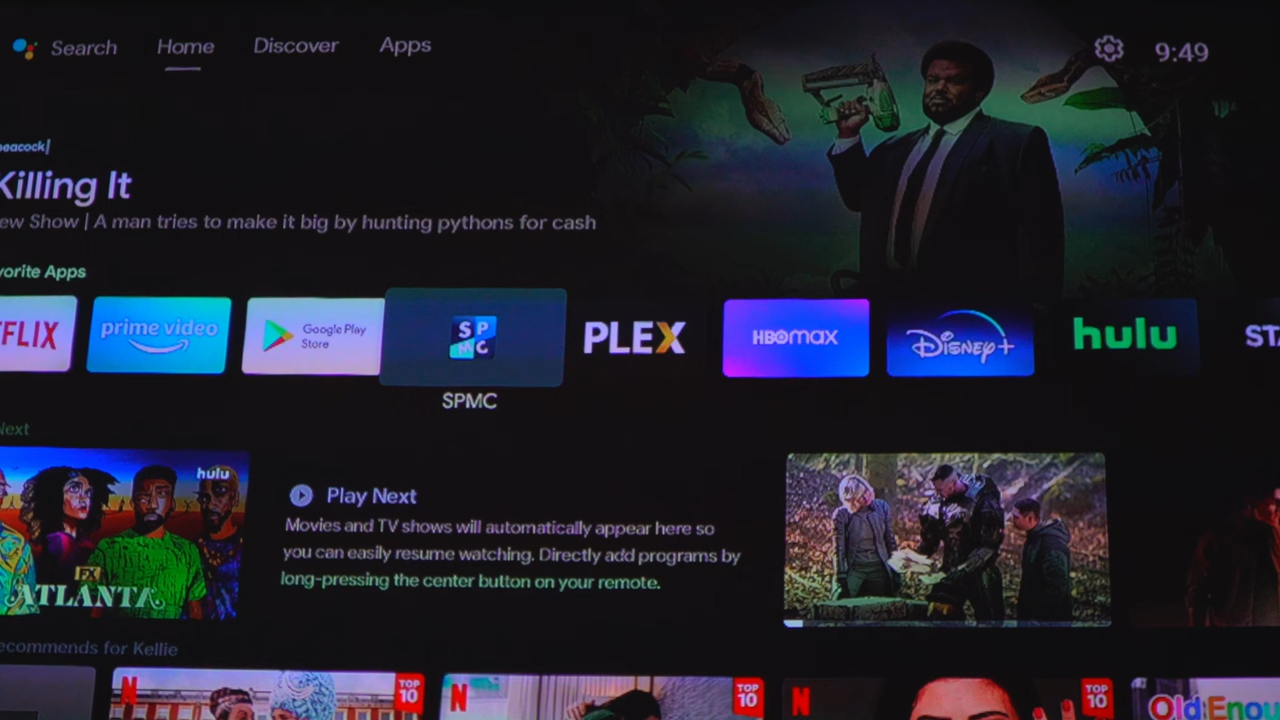 Search Home Discover Apps
9:49
peacock
Killing It
ew Show | A man tries to make it big by hunting pythons for cash
vorite Apps
FLIX
prime video
Google Play
Store
SP
MC
PLEX
HBOMAX
Disney+
hulu
ST
SPMC
Next
hulu
FX
ATLANTA
Play Next
Movies and TV shows will automatically appear here so
you can easily resume watching. Directly add programs by
long-pressing the center button on your remote.
ecommends for Kellie
N
TOP
10
N
TOP
10
N
TOP
10
Old Enou